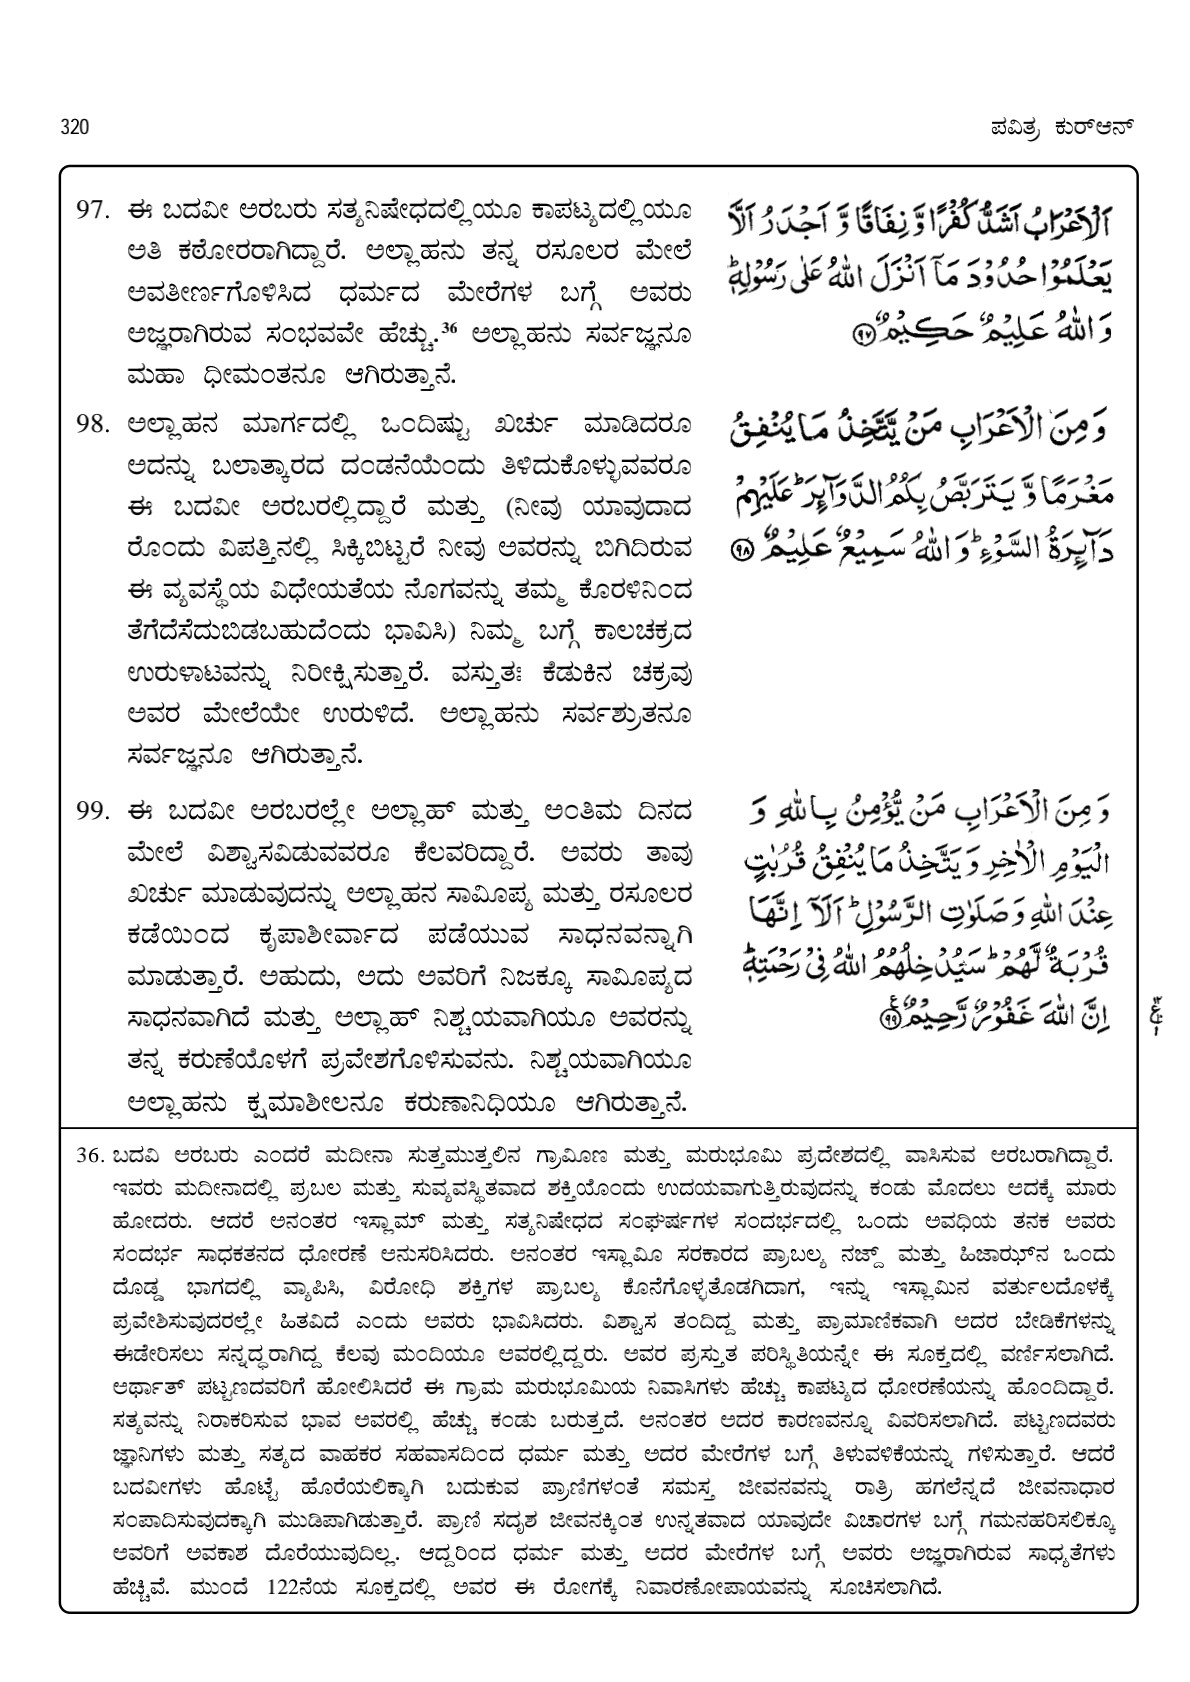 320
ಪವಿತ್ರ ಕುರ್‌ಆನ್
97. ಈ ಬದವೀ ಅರಬರು ಸತ್ಯನಿಷೇಧದಲ್ಲಿಯೂ ಕಾಪಟ್ಯದಲ್ಲಿಯೂ
ಅತಿ ಕಠೋರರಾಗಿದ್ದಾರೆ. ಅಲ್ಲಾಹನು ತನ್ನ ರಸೂಲರ ಮೇಲೆ
ಅವತೀರ್ಣಗೊಳಿಸಿದ ಧರ್ಮದ ಮೇರೆಗಳ ಬಗ್ಗೆ ಅವರು
ಅಜ್ಞರಾಗಿರುವ ಸಂಭವವೇ ಹೆಚ್ಚು.36 ಅಲ್ಲಾಹನು ಸರ್ವಜ್ಞನೂ
ಮಹಾ ಧೀಮಂತನೂ ಆಗಿರುತ್ತಾನೆ.
اَلْاَعْرَابُ اَشَدُّ كُفْرًا وَّ نِفَاقًا وَّ اَجْدَرُ اَلَّا
يَعْلَمُوْا حُدُوْدَ مَآ اَنْزَلَ اللّٰهُ عَلٰى رَسُوْلِهٖؕ
وَ اللّٰهُ عَلِيْمٌ حَكِيْمٌ ﴿۹۷﴾
98. ಅಲ್ಲಾಹನ ಮಾರ್ಗದಲ್ಲಿ ಒಂದಿಷ್ಟು ಖರ್ಚು ಮಾಡಿದರೂ
ಅದನ್ನು ಬಲಾತ್ಕಾರದ ದಂಡನೆಯೆಂದು ತಿಳಿದುಕೊಳ್ಳುವವರೂ
ಈ ಬದವೀ ಅರಬರಲ್ಲಿದ್ದಾರೆ ಮತ್ತು (ನೀವು ಯಾವುದಾದ
ರೊಂದು ವಿಪತ್ತಿನಲ್ಲಿ ಸಿಕ್ಕಿಬಿಟ್ಟರೆ ನೀವು ಅವರನ್ನು ಬಿಗಿದಿರುವ
ಈ ವ್ಯವಸ್ಥೆಯ ವಿಧೇಯತೆಯ ನೊಗವನ್ನು ತಮ್ಮ ಕೊರಳಿನಿಂದ
ತೆಗೆದೆಸೆದುಬಿಡಬಹುದೆಂದು ಭಾವಿಸಿ) ನಿಮ್ಮ ಬಗ್ಗೆ ಕಾಲಚಕ್ರದ
ಉರುಳಾಟವನ್ನು ನಿರೀಕ್ಷಿಸುತ್ತಾರೆ. ವಸ್ತುತಃ ಕೆಡುಕಿನ ಚಕ್ರವು
ಅವರ ಮೇಲೆಯೇ ಉರುಳಿದೆ. ಅಲ್ಲಾಹನು ಸರ್ವಶ್ರುತನೂ
ಸರ್ವಜ್ಞನೂ ಆಗಿರುತ್ತಾನೆ.
وَ مِنَ الْاَعْرَابِ مَنْ يَّتَّخِذُ مَا يُنْفِقُ
مَغْرَمًا وَّ يَتَرَبَّصُ بِكُمُ الدَّوَآئِرَؕ عَلَيْهِمْ
دَآئِرَةُ السَّوْءِؕ وَ اللّٰهُ سَمِيْعٌ عَلِيْمٌ ﴿۹۸﴾
99. ಈ ಬದವೀ ಅರಬರಲ್ಲೇ ಅಲ್ಲಾಹ್ ಮತ್ತು ಅಂತಿಮ ದಿನದ
ಮೇಲೆ ವಿಶ್ವಾಸವಿಡುವವರೂ ಕೆಲವರಿದ್ದಾರೆ. ಅವರು ತಾವು
ಖರ್ಚು ಮಾಡುವುದನ್ನು ಅಲ್ಲಾಹನ ಸಾಮೀಪ್ಯ ಮತ್ತು ರಸೂಲರ
ಕಡೆಯಿಂದ ಕೃಪಾಶೀರ್ವಾದ ಪಡೆಯುವ ಸಾಧನವನ್ನಾಗಿ
ಮಾಡುತ್ತಾರೆ. ಅಹುದು, ಅದು ಅವರಿಗೆ ನಿಜಕ್ಕೂ ಸಾಮೀಪ್ಯದ
ಸಾಧನವಾಗಿದೆ ಮತ್ತು ಅಲ್ಲಾಹ್ ನಿಶ್ಚಯವಾಗಿಯೂ ಅವರನ್ನು
ತನ್ನ ಕರುಣೆಯೊಳಗೆ ಪ್ರವೇಶಗೊಳಿಸುವನು. ನಿಶ್ಚಯವಾಗಿಯೂ
ಅಲ್ಲಾಹನು ಕ್ಷಮಾಶೀಲನೂ ಕರುಣಾನಿಧಿಯೂ ಆಗಿರುತ್ತಾನೆ.
وَ مِنَ الْاَعْرَابِ مَنْ يُّؤْمِنُ بِاللّٰهِ وَ
الْيَوْمِ الْاٰخِرِ وَ يَتَّخِذُ مَا يُنْفِقُ قُرُبٰتٍ
عِنْدَ اللّٰهِ وَ صَلَوٰتِ الرَّسُوْلِؕ اَلَآ اِنَّهَا
قُرْبَةٌ لَّهُمْؕ سَيُدْخِلُهُمُ اللّٰهُ فِيْ رَحْمَتِهٖؕ
اِنَّ اللّٰهَ غَفُوْرٌ رَّحِيْمٌ ﴿۹۹﴾
36. ಬದವಿ ಅರಬರು ಎಂದರೆ ಮದೀನಾ ಸುತ್ತಮುತ್ತಲಿನ ಗ್ರಾಮೀಣ ಮತ್ತು ಮರುಭೂಮಿ ಪ್ರದೇಶದಲ್ಲಿ ವಾಸಿಸುವ ಅರಬರಾಗಿದ್ದಾರೆ.
ಇವರು ಮದೀನಾದಲ್ಲಿ ಪ್ರಬಲ ಮತ್ತು ಸುವ್ಯವಸ್ಥಿತವಾದ ಶಕ್ತಿಯೊಂದು ಉದಯವಾಗುತ್ತಿರುವುದನ್ನು ಕಂಡು ಮೊದಲು ಅದಕ್ಕೆ ಮಾರು
ಹೋದರು. ಆದರೆ ಅನಂತರ ಇಸ್ಲಾಮ್ ಮತ್ತು ಸತ್ಯನಿಷೇಧದ ಸಂಘರ್ಷಗಳ ಸಂದರ್ಭದಲ್ಲಿ ಒಂದು ಅವಧಿಯ ತನಕ ಅವರು
ಸಂದರ್ಭ ಸಾಧಕತನದ ಧೋರಣೆ ಅನುಸರಿಸಿದರು. ಅನಂತರ ಇಸ್ಲಾಮೀ ಸರಕಾರದ ಪ್ರಾಬಲ್ಯ ನಜ್ದ್ ಮತ್ತು ಹಿಜಾಝ್‌ನ ಒಂದು
ದೊಡ್ಡ ಭಾಗದಲ್ಲಿ ವ್ಯಾಪಿಸಿ, ವಿರೋಧಿ ಶಕ್ತಿಗಳ ಪ್ರಾಬಲ್ಯ ಕೊನೆಗೊಳ್ಳತೊಡಗಿದಾಗ, ಇನ್ನು ಇಸ್ಲಾಮಿನ ವರ್ತುಲದೊಳಕ್ಕೆ
ಪ್ರವೇಶಿಸುವುದರಲ್ಲೇ ಹಿತವಿದೆ ಎಂದು ಅವರು ಭಾವಿಸಿದರು. ವಿಶ್ವಾಸ ತಂದಿದ್ದ ಮತ್ತು ಪ್ರಾಮಾಣಿಕವಾಗಿ ಅದರ ಬೇಡಿಕೆಗಳನ್ನು
ಈಡೇರಿಸಲು ಸನ್ನದ್ಧರಾಗಿದ್ದ ಕೆಲವು ಮಂದಿಯೂ ಅವರಲ್ಲಿದ್ದರು. ಅವರ ಪ್ರಸ್ತುತ ಪರಿಸ್ಥಿತಿಯನ್ನೇ ಈ ಸೂಕ್ತದಲ್ಲಿ ವರ್ಣಿಸಲಾಗಿದೆ.
ಅರ್ಥಾತ್ ಪಟ್ಟಣದವರಿಗೆ ಹೋಲಿಸಿದರೆ ಈ ಗ್ರಾಮ ಮರುಭೂಮಿಯ ನಿವಾಸಿಗಳು ಹೆಚ್ಚು ಕಾಪಟ್ಯದ ಧೋರಣೆಯನ್ನು ಹೊಂದಿದ್ದಾರೆ.
ಸತ್ಯವನ್ನು ನಿರಾಕರಿಸುವ ಭಾವ ಅವರಲ್ಲಿ ಹೆಚ್ಚು ಕಂಡು ಬರುತ್ತದೆ. ಅನಂತರ ಅದರ ಕಾರಣವನ್ನೂ ವಿವರಿಸಲಾಗಿದೆ. ಪಟ್ಟಣದವರು
ಜ್ಞಾನಿಗಳು ಮತ್ತು ಸತ್ಯದ ವಾಹಕರ ಸಹವಾಸದಿಂದ ಧರ್ಮ ಮತ್ತು ಅದರ ಮೇರೆಗಳ ಬಗ್ಗೆ ತಿಳುವಳಿಕೆಯನ್ನು ಗಳಿಸುತ್ತಾರೆ. ಆದರೆ
ಬದವೀಗಳು ಹೊಟ್ಟೆ ಹೊರೆಯಲಿಕ್ಕಾಗಿ ಬದುಕುವ ಪ್ರಾಣಿಗಳಂತೆ ಸಮಸ್ತ ಜೀವನವನ್ನು ರಾತ್ರಿ ಹಗಲೆನ್ನದೆ ಜೀವನಾಧಾರ
ಸಂಪಾದಿಸುವುದಕ್ಕಾಗಿ ಮುಡಿಪಾಗಿಡುತ್ತಾರೆ. ಪ್ರಾಣಿ ಸದೃಶ ಜೀವನಕ್ಕಿಂತ ಉನ್ನತವಾದ ಯಾವುದೇ ವಿಚಾರಗಳ ಬಗ್ಗೆ ಗಮನಹರಿಸಲಿಕ್ಕೂ
ಅವರಿಗೆ ಅವಕಾಶ ದೊರೆಯುವುದಿಲ್ಲ. ಆದ್ದರಿಂದ ಧರ್ಮ ಮತ್ತು ಅದರ ಮೇರೆಗಳ ಬಗ್ಗೆ ಅವರು ಅಜ್ಞರಾಗಿರುವ ಸಾಧ್ಯತೆಗಳು
ಹೆಚ್ಚಿವೆ. ಮುಂದೆ 122ನೆಯ ಸೂಕ್ತದಲ್ಲಿ ಅವರ ಈ ರೋಗಕ್ಕೆ ನಿವಾರಣೋಪಾಯವನ್ನು ಸೂಚಿಸಲಾಗಿದೆ.